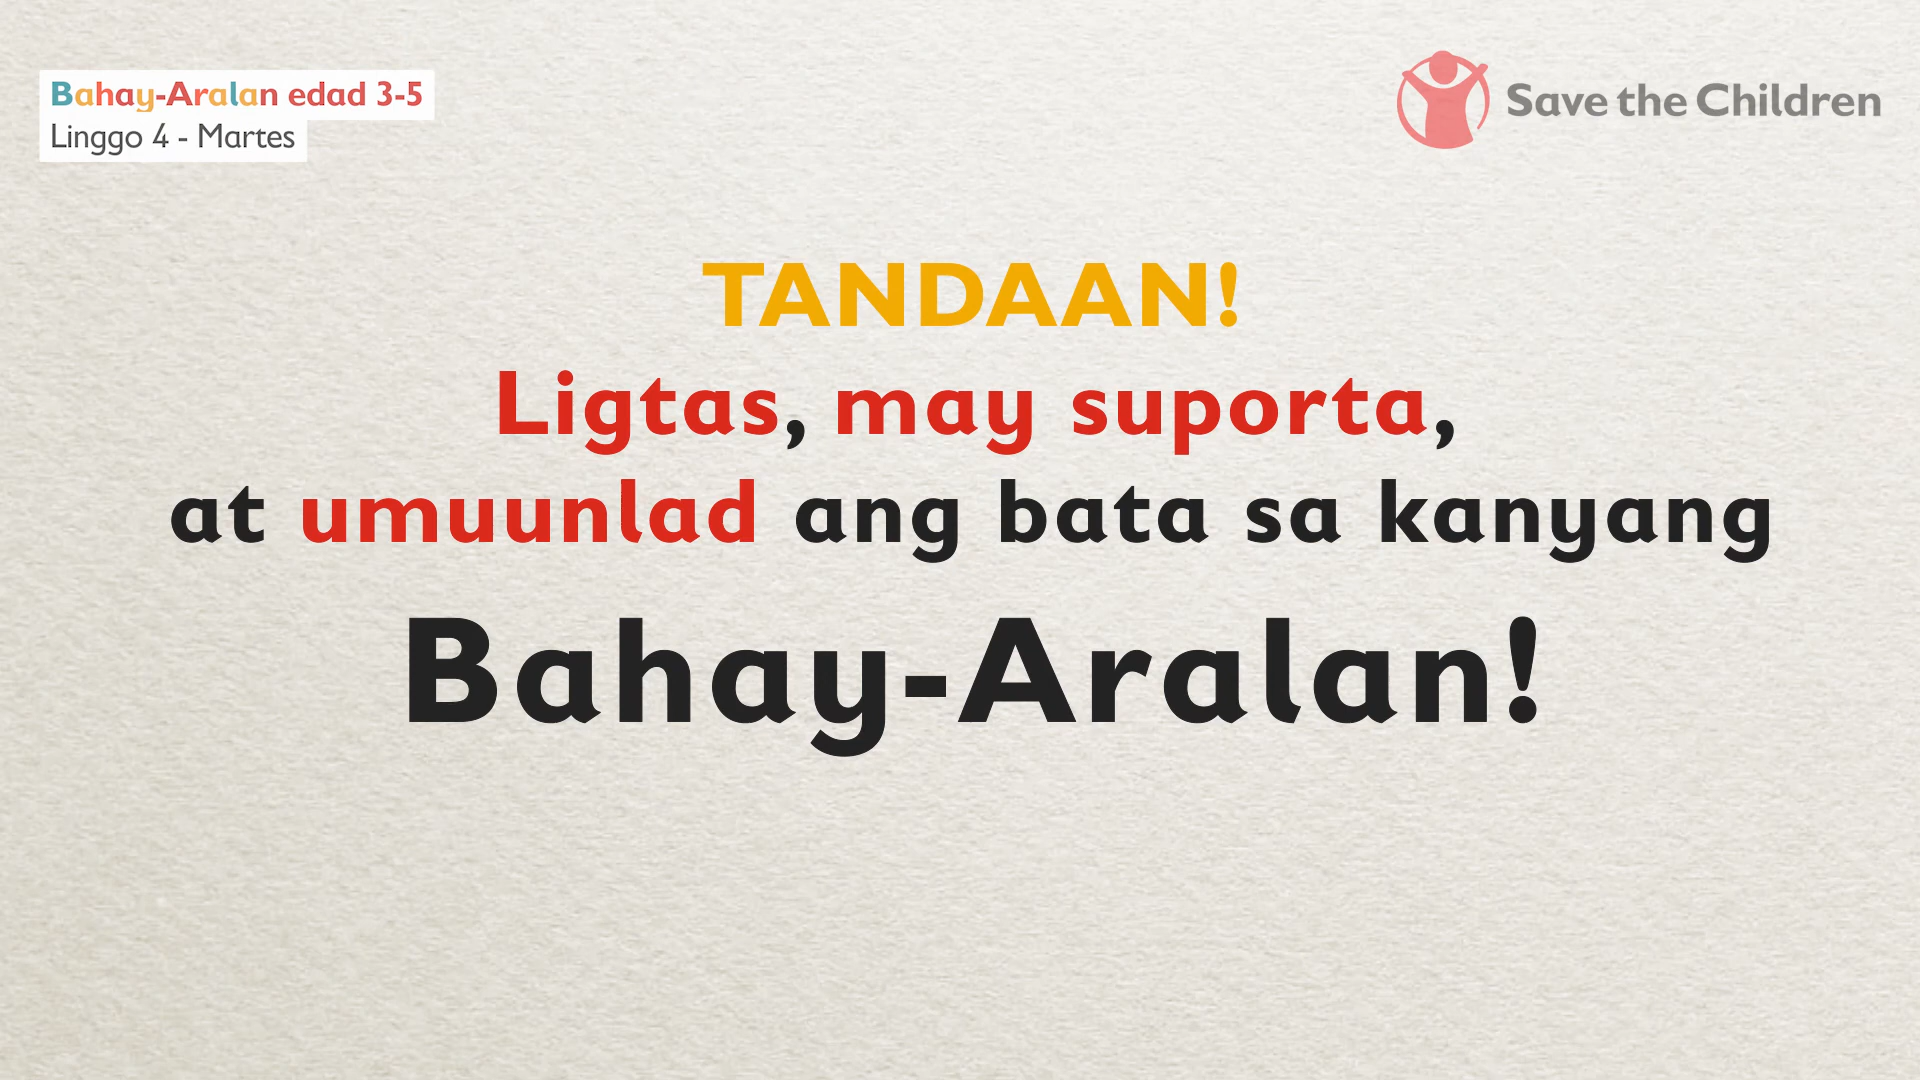 Bahay-Aralan edad 3-5
Linggo 4 - Martes
Save the Children
TANDAAN!
Ligtas, may suporta,
at umuunlad ang bata sa kanyang
Bahay-Aralan!